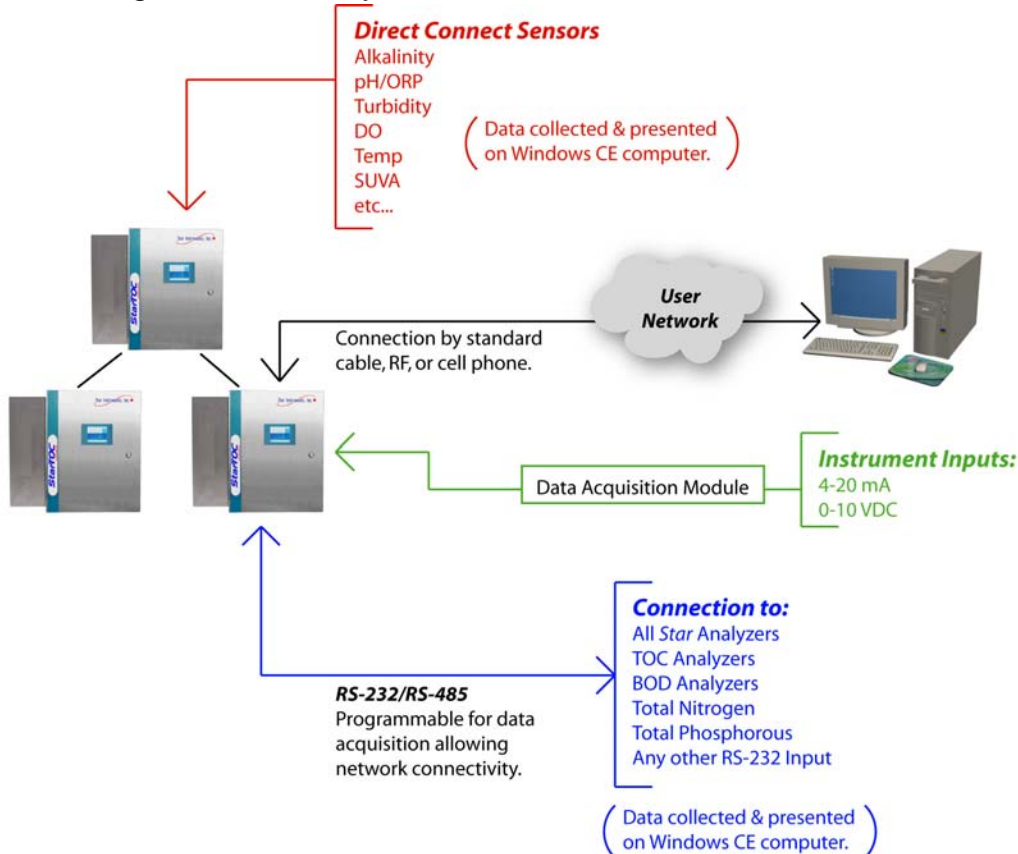 Direct Connect Sensors
Alkalinity
pH/ORP
Turbidity
DO
Temp
SUVA
etc...
(Data collected & presented
on Windows CE computer.)
StarTOC
User
Network
Connection by standard
cable, RF, or cell phone.
StarTOC
StarTOC
Data Acquisition Module
Instrument Inputs:
4-20 mA
0-10 VDC
Connection to:
All Star Analyzers
TOC Analyzers
BOD Analyzers
Total Nitrogen
Total Phosphorous
Any other RS-232 Input
RS-232/RS-485
Programmable for data
acquisition allowing
network connectivity.
(Data collected & presented
on Windows CE computer.)